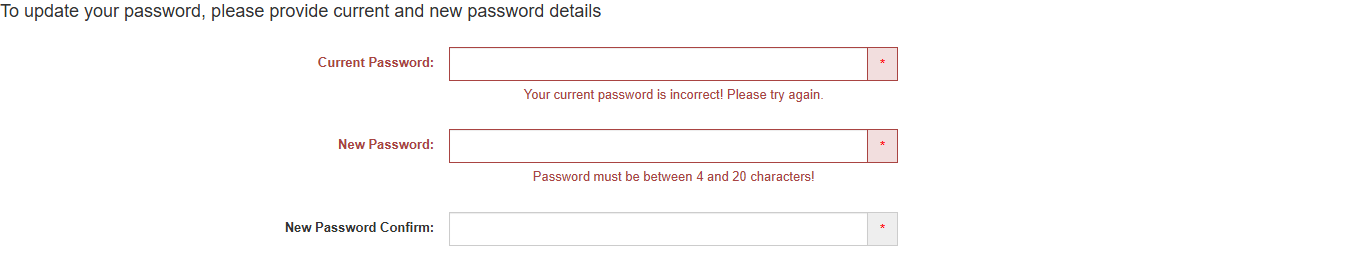 To update your password, please provide current and new password details
Current Password: *
Your current password is incorrect! Please try again.
New Password: *
Password must be between 4 and 20 characters!
New Password Confirm: *